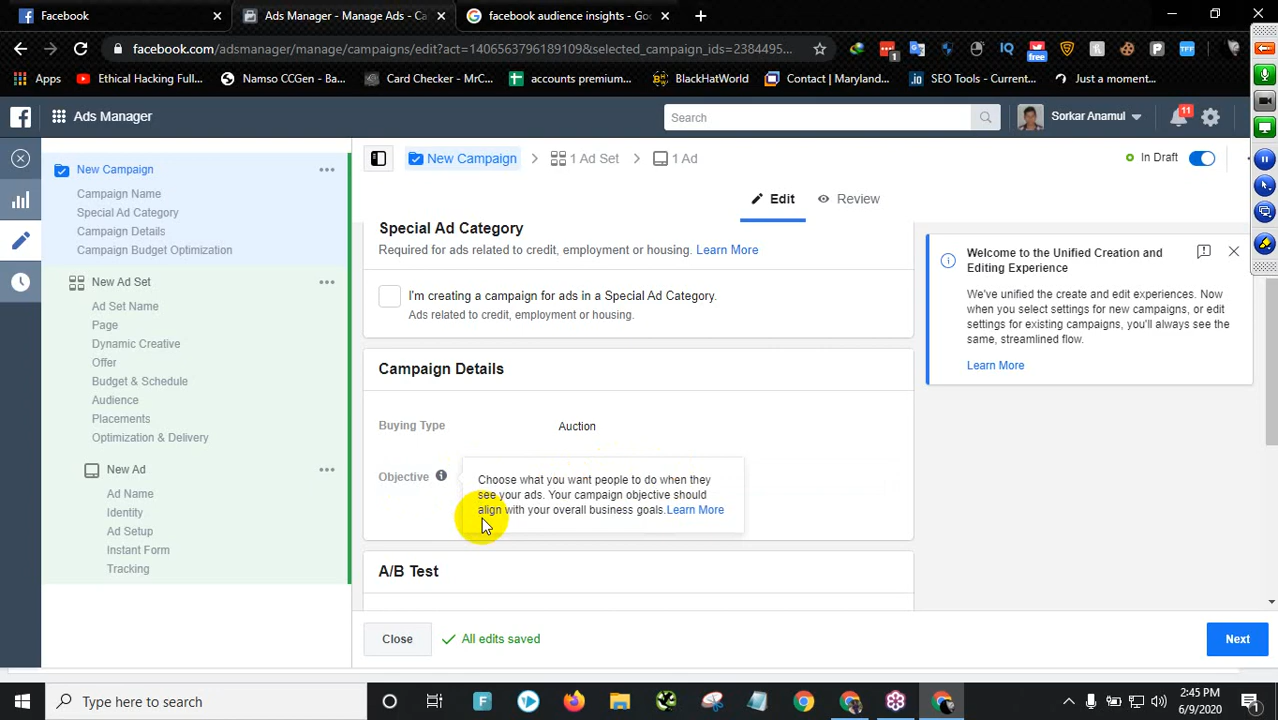 Facebook
Ads Manager - Manage Ads - Ca
facebook audience insights - Go
facebook.com/adsmanager/manage/campaigns/edit?act=1406563796189109&selected_campaign_ids=2384495...
1
free
TFF
Apps
Ethical Hacking Full...
Namso CCGen - Ba...
Card Checker - MrC...
accounts premium...
BlackHatWorld
Contact | Maryland...
SEO Tools - Current...
Just a moment...
Ads Manager
Search
Sorkar Anamul
11
New Campaign
Campaign Name
Special Ad Category
Campaign Details
Campaign Budget Optimization
New Ad Set
Ad Set Name
Page
Dynamic Creative
Offer
Budget & Schedule
Audience
Placements
Optimization & Delivery
New Ad
Ad Name
Identity
Ad Setup
Instant Form
Tracking
New Campaign
1 Ad Set
1 Ad
In Draft
Edit
Review
Special Ad Category
Required for ads related to credit, employment or housing. Learn More
I'm creating a campaign for ads in a Special Ad Category.
Ads related to credit, employment or housing.
Campaign Details
Buying Type
Auction
Objective
Choose what you want people to do when they
see your ads. Your campaign objective should
align with your overall business goals.Learn More
A/B Test
Close
All edits saved
Next
Welcome to the Unified Creation and
Editing Experience
We've unified the create and edit experiences. Now
when you select settings for new campaigns, or edit
settings for existing campaigns, you'll always see the
same, streamlined flow.
Learn More
Type here to search
2:45 PM
6/9/2020
1